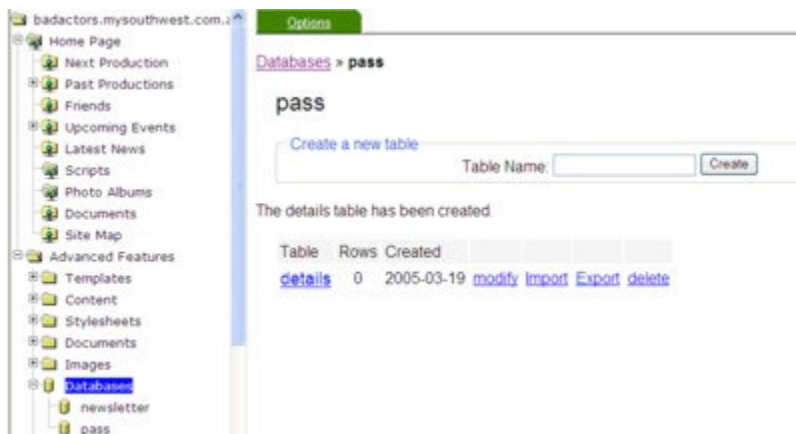 badactors.mysouthwest.com.a
Home Page
Next Production
Past Productions
Friends
Upcoming Events
Latest News
Scripts
Photo Albums
Documents
Site Map
Advanced Features
Templates
Content
Stylesheets
Documents
Images
Databases
newsletter
pass
Options
Databases » pass
pass
Create a new table
Table Name: Create
The details table has been created.
Table Rows Created
details 0 2005-03-19 modify Import Export delete